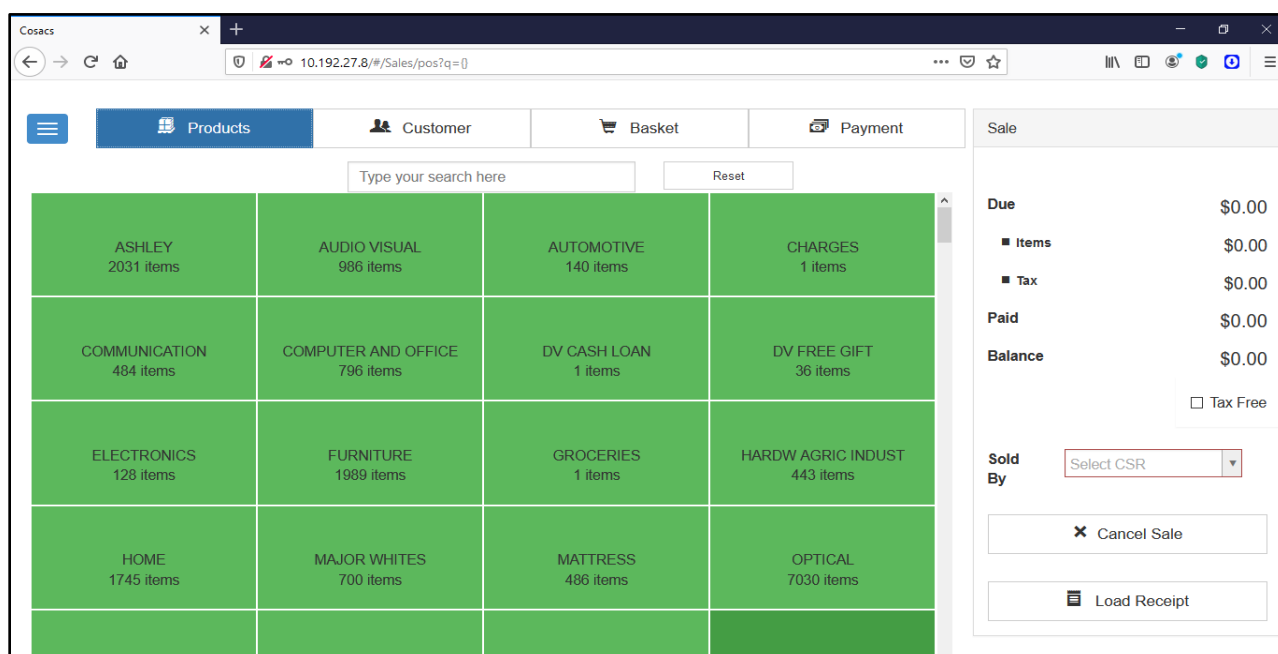 Cosacs
10.192.27.8/#/Sales/pos?q={}
Products
Customer
Basket
Payment
Sale
Type your search here
Reset
ASHLEY
2031 items
AUDIO VISUAL
986 items
AUTOMOTIVE
140 items
CHARGES
1 items
COMMUNICATION
484 items
COMPUTER AND OFFICE
796 items
DV CASH LOAN
1 items
DV FREE GIFT
36 items
ELECTRONICS
128 items
FURNITURE
1989 items
GROCERIES
1 items
HARDW AGRIC INDUST
443 items
HOME
1745 items
MAJOR WHITES
700 items
MATTRESS
486 items
OPTICAL
7030 items
Due $0.00
Items $0.00
Tax $0.00
Paid $0.00
Balance $0.00
Tax Free
Sold
By
Select CSR
Cancel Sale
Load Receipt